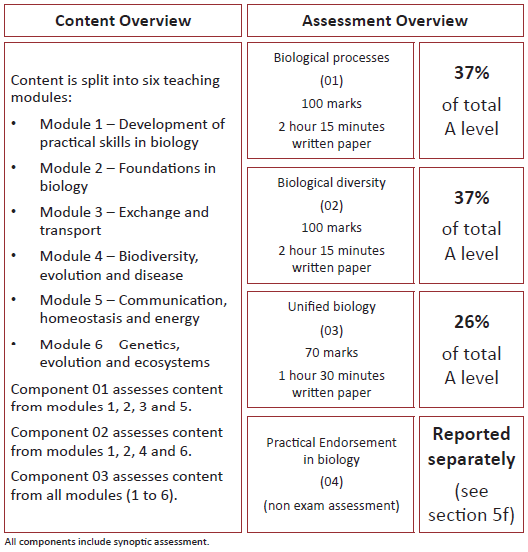 Content Overview
Assessment Overview
Content is split into six teaching
modules:
• Module 1 – Development of
practical skills in biology
• Module 2 – Foundations in
biology
• Module 3 – Exchange and
transport
• Module 4 – Biodiversity,
evolution and disease
• Module 5 – Communication,
homeostasis and energy
• Module 6 Genetics,
evolution and ecosystems
Component 01 assesses content
from modules 1, 2, 3 and 5.
Component 02 assesses content
from modules 1, 2, 4 and 6.
Component 03 assesses content
from all modules (1 to 6).
Biological processes
(01)
100 marks
2 hour 15 minutes
written paper
37%
of total
A level
Biological diversity
(02)
100 marks
2 hour 15 minutes
written paper
37%
of total
A level
Unified biology
(03)
70 marks
1 hour 30 minutes
written paper
26%
of total
A level
Practical Endorsement
in biology
(04)
(non exam assessment)
Reported
separately
(see
section 5f)
All components include synoptic assessment.